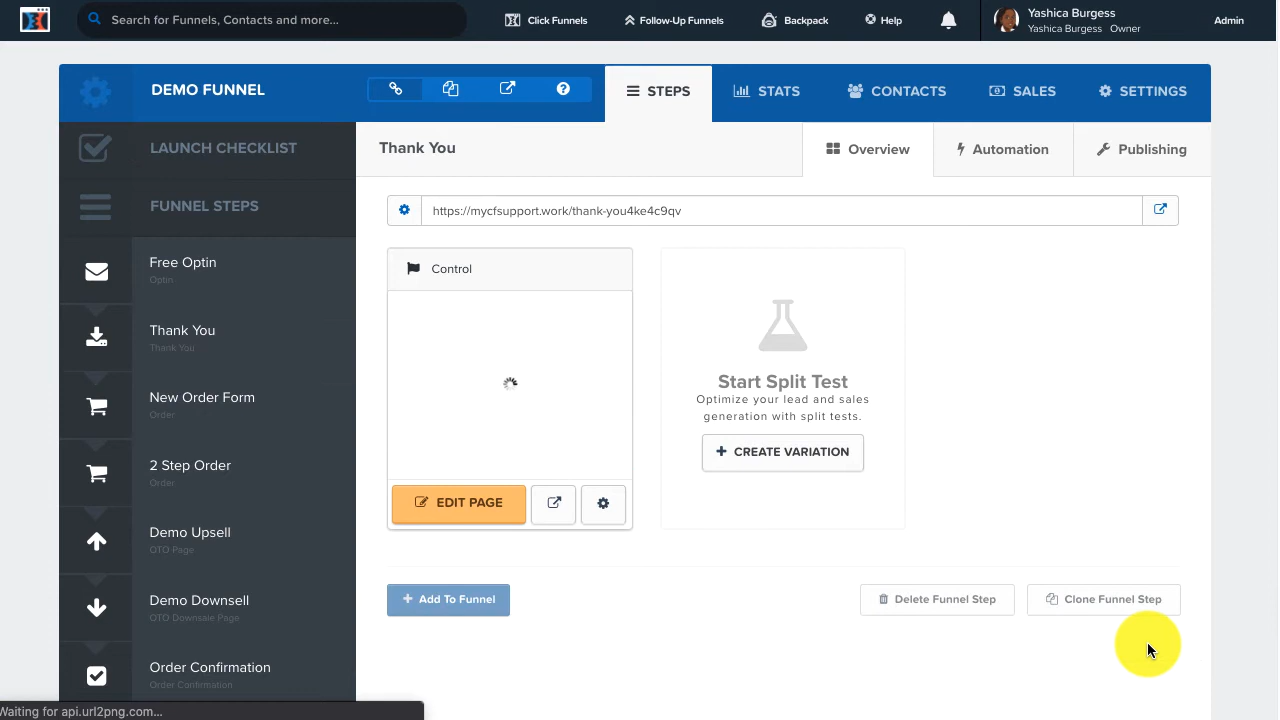 Search for Funnels, Contacts and more...
Click Funnels
Follow-Up Funnels
Backpack
Help
Yashica Burgess
Yashica Burgess Owner
Admin
DEMO FUNNEL
STEPS
STATS
CONTACTS
SALES
SETTINGS
LAUNCH CHECKLIST
Thank You
Overview
Automation
Publishing
FUNNEL STEPS
https://mycfsupport.work/thank-you4ke4c9qv
Free Optin
Optin
Thank You
Thank You
New Order Form
Order
2 Step Order
Order
Demo Upsell
OTO Page
Demo Downsell
OTO Downsale Page
Order Confirmation
Order Confirmation
Control
EDIT PAGE
Start Split Test
Optimize your lead and sales
generation with split tests.
CREATE VARIATION
Add To Funnel
Delete Funnel Step
Clone Funnel Step
Waiting for api.url2png.com...